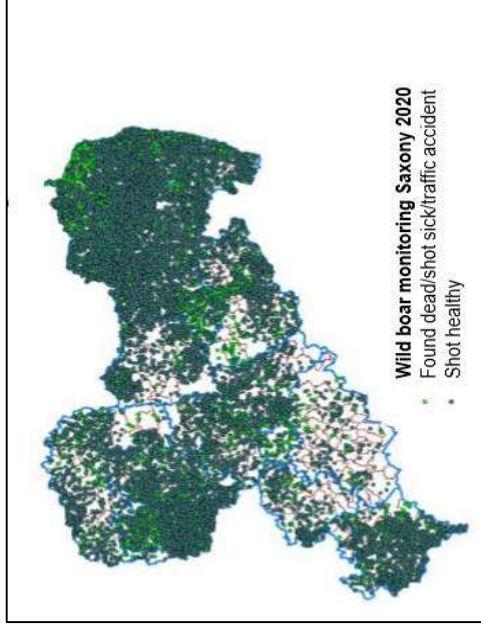 Wild boar monitoring Saxony 2020
Found dead/shot sick/traffic accident
Shot healthy